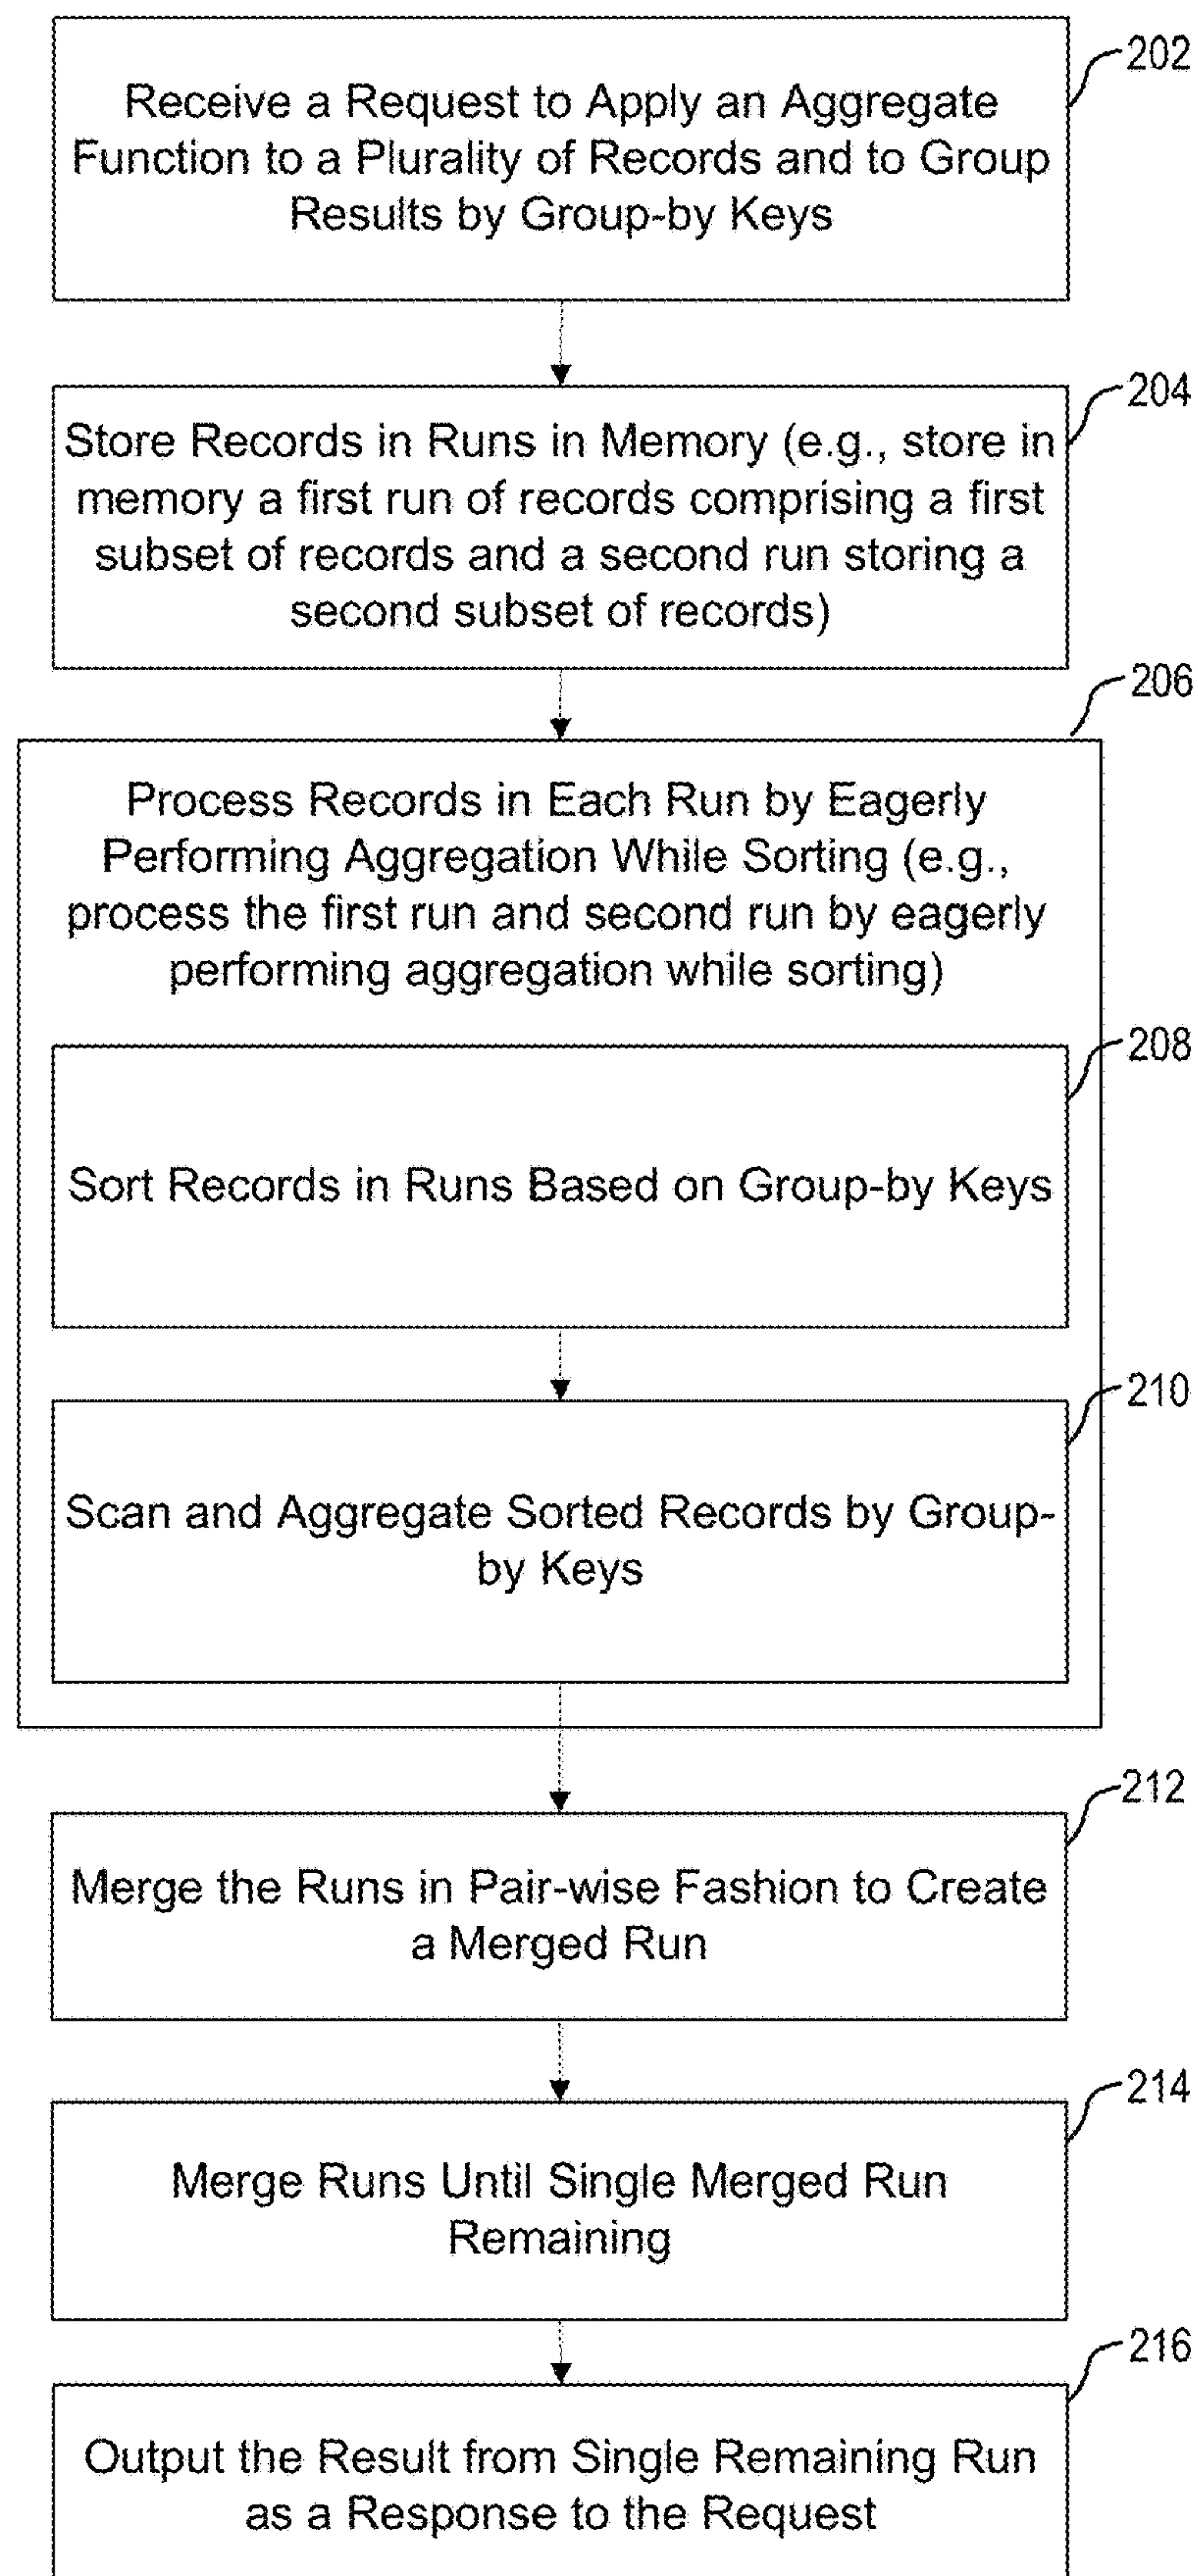 202
Receive a Request to Apply an Aggregate
Function to a Plurality of Records and to Group
Results by Group-by Keys
204
Store Records in Runs in Memory (e.g., store in
memory a first run of records comprising a first
subset of records and a second run storing a
second subset of records)
206
Process Records in Each Run by Eagerly
Performing Aggregation While Sorting (e.g.,
process the first run and second run by eagerly
performing aggregation while sorting)
208
Sort Records in Runs Based on Group-by Keys
210
Scan and Aggregate Sorted Records by Group-
by Keys
212
Merge the Runs in Pair-wise Fashion to Create
a Merged Run
214
Merge Runs Until Single Merged Run
Remaining
216
Output the Result from Single Remaining Run
as a Response to the Request